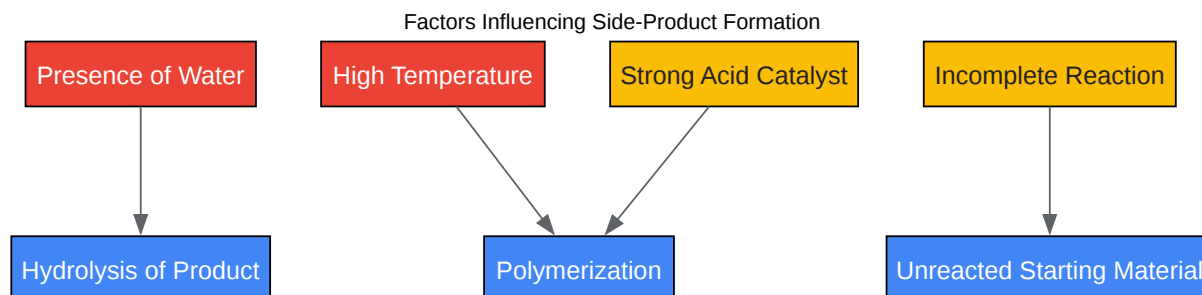 Factors Influencing Side-Product Formation
Presence of Water
High Temperature
Strong Acid Catalyst
Incomplete Reaction
Hydrolysis of Product
Polymerization
Unreacted Starting Material